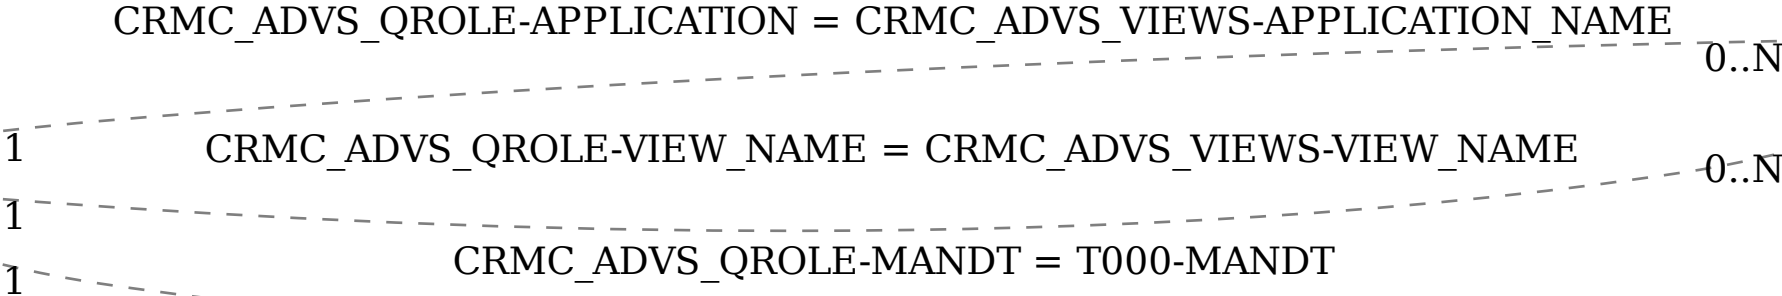 CRMC_ADVS_QROLE-APPLICATION = CRMC_ADVS_VIEWS-APPLICATION_NAME
0..N
1
CRMC_ADVS_QROLE-VIEW_NAME = CRMC_ADVS_VIEWS-VIEW_NAME
0..N
1
CRMC_ADVS_QROLE-MANDT = T000-MANDT
1